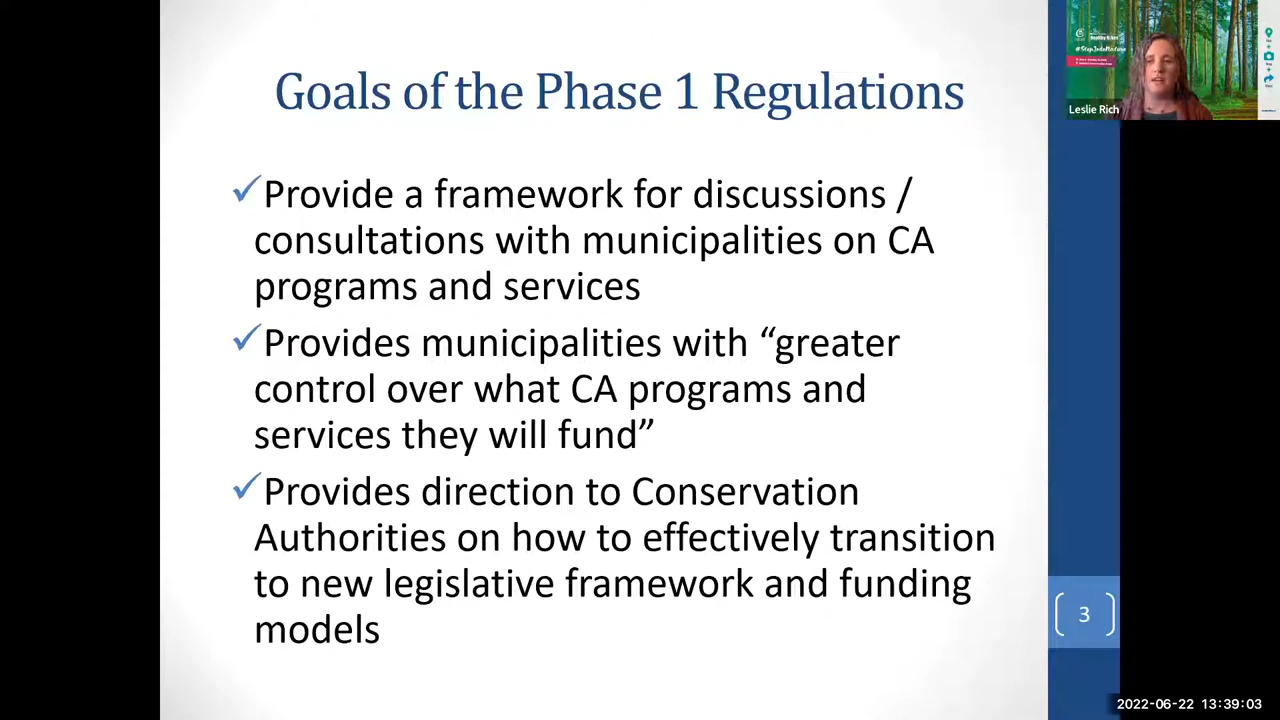 Goals of the Phase 1 Regulations
✓Provide a framework for discussions /
consultations with municipalities on CA
programs and services
✓Provides municipalities with “greater
control over what CA programs and
services they will fund”
✓Provides direction to Conservation
Authorities on how to effectively transition
to new legislative framework and funding
models
3
#StepIntoNature
Leslie Rich
2022-06-22 13:39:03